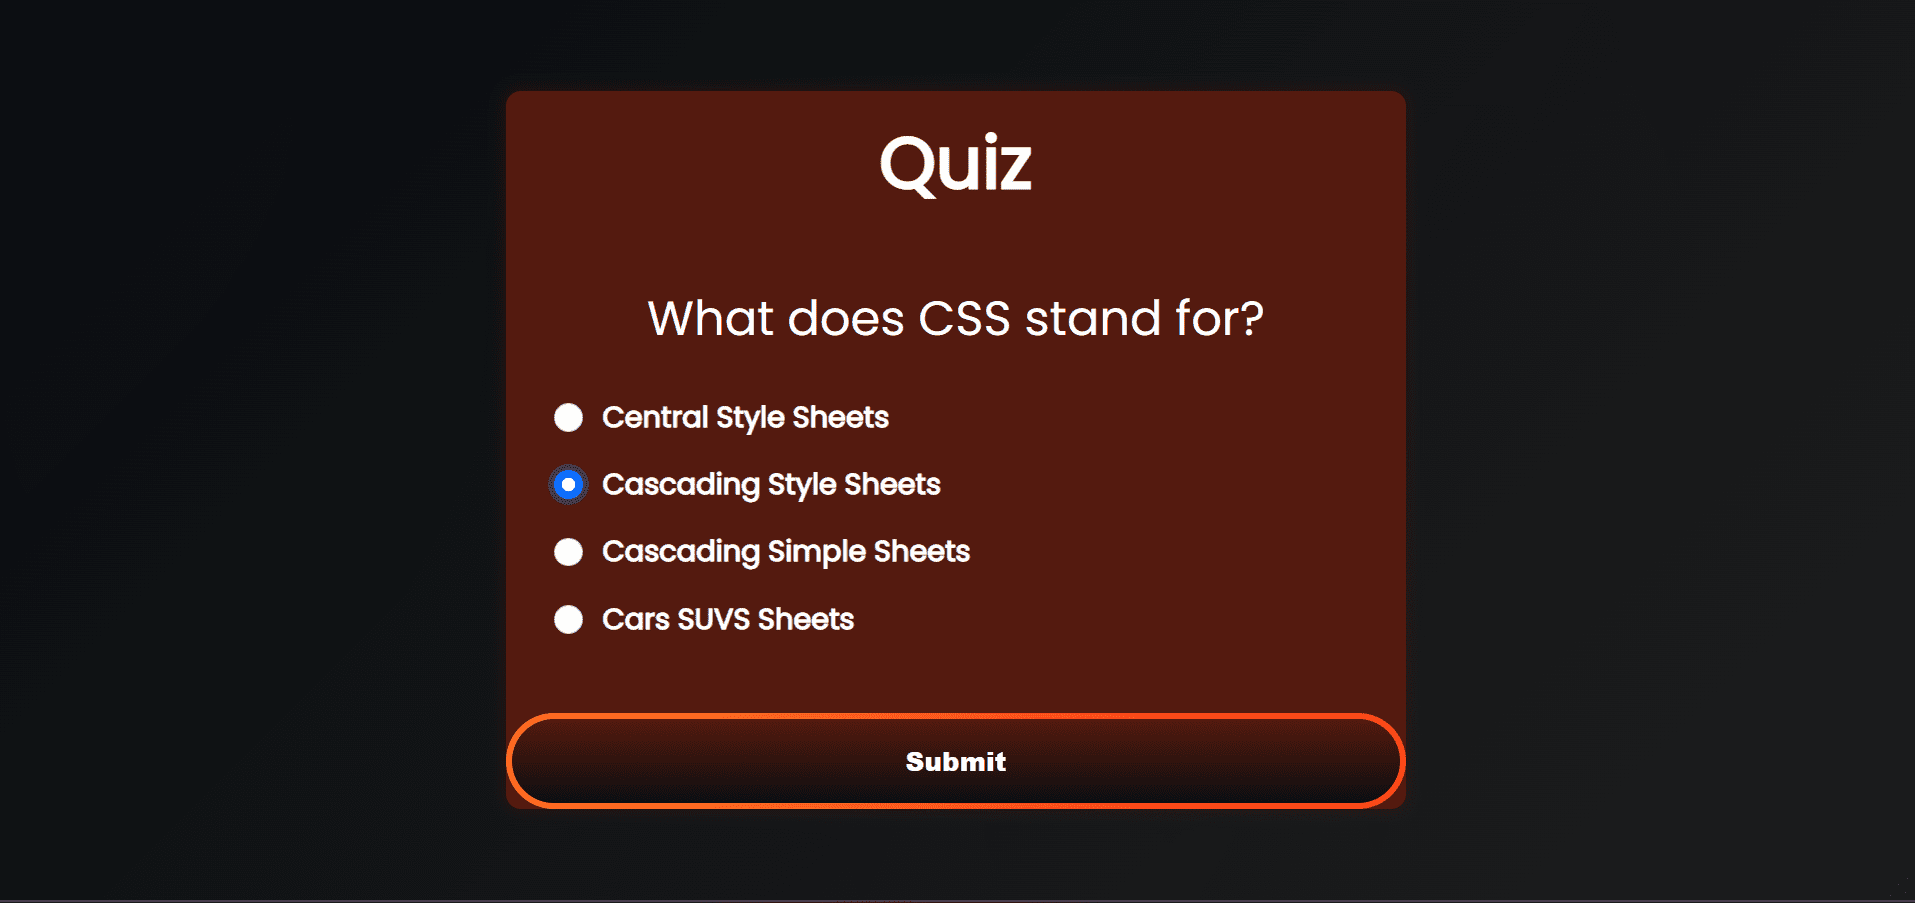 Quiz
What does CSS stand for?
Central Style Sheets
Cascading Style Sheets
Cascading Simple Sheets
Cars SUVS Sheets
Submit